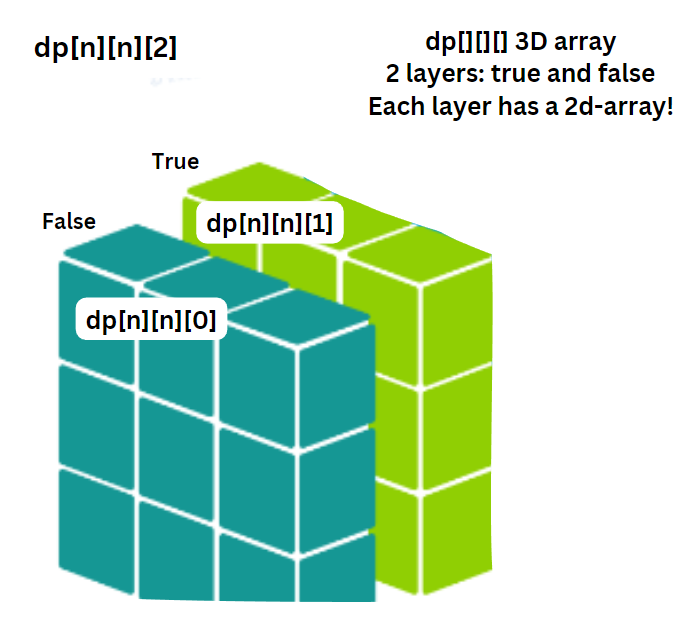 dp[n][n][2]
dp[][][] 3D array
2 layers: true and false
Each layer has a 2d-array!
True
dp[n][n][1]
False
dp[n][n][0]